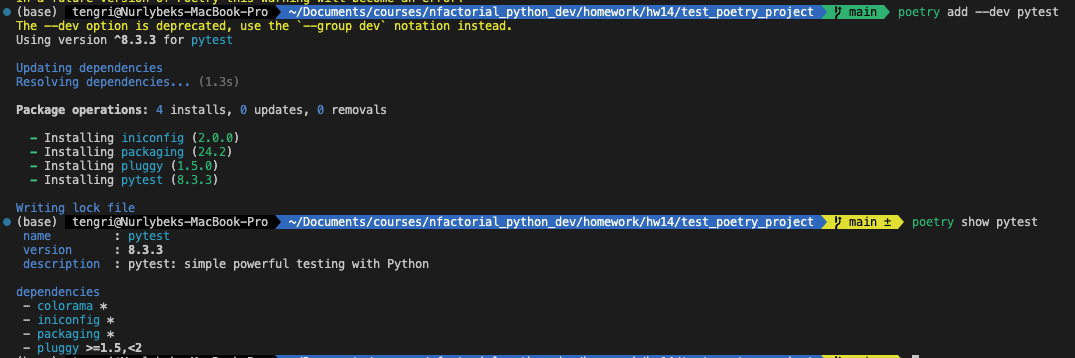 In a future version of Poetry this warning will become an error!
(base) tengri@Nurlybeks-MacBook-Pro ~/Documents/courses/nfactorial_python_dev/homework/hw14/test_poetry_project main poetry add --dev pytest
The --dev option is deprecated, use the `--group dev` notation instead.
Using version ^8.3.3 for pytest
Updating dependencies
Resolving dependencies... (1.3s)
Package operations: 4 installs, 0 updates, 0 removals
- Installing iniconfig (2.0.0)
- Installing packaging (24.2)
- Installing pluggy (1.5.0)
- Installing pytest (8.3.3)
Writing lock file
(base) tengri@Nurlybeks-MacBook-Pro ~/Documents/courses/nfactorial_python_dev/homework/hw14/test_poetry_project main ± poetry show pytest
name : pytest
version : 8.3.3
description : pytest: simple powerful testing with Python
dependencies
- colorama *
- iniconfig *
- packaging *
- pluggy >=1.5,<2